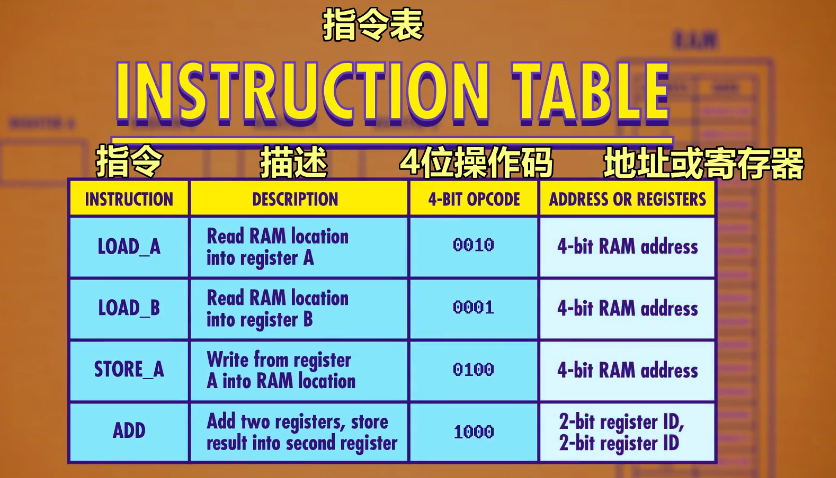 指令表
INSTRUCTION TABLE
指令 描述 4位操作码 地址或寄存器
INSTRUCTION DESCRIPTION 4-BIT OPCODE ADDRESS OR REGISTERS
LOAD_A Read RAM location into register A 0010 4-bit RAM address
LOAD_B Read RAM location into register B 0001 4-bit RAM address
STORE_A Write from register A into RAM location 0100 4-bit RAM address
ADD Add two registers, store result into second register 1000 2-bit register ID, 2-bit register ID
RAM